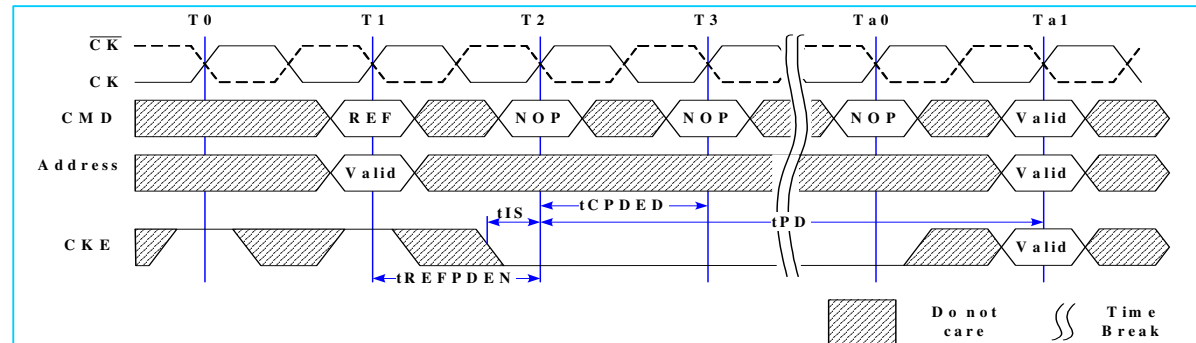 T0 T1 T2 T3 Ta0 Ta1
CK
CK
CMD REF NOP NOP NOP Valid
Address Valid Valid
tIS tCPDED
tPD
CKE Valid
tREFPDEN
Do not care
Time Break